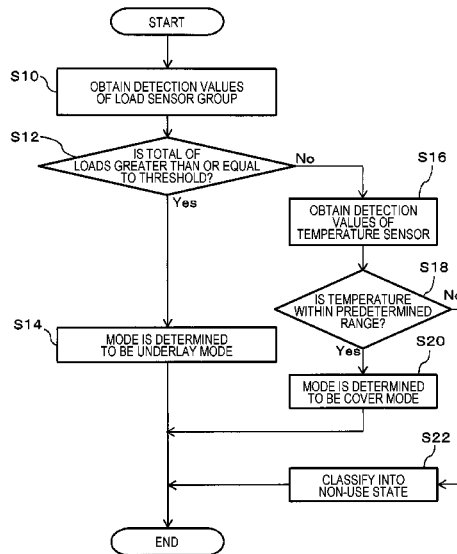 START
S10
OBTAIN DETECTION VALUES
OF LOAD SENSOR GROUP
S12
IS TOTAL OF
LOADS GREATER THAN OR EQUAL
TO THRESHOLD?
No
Yes
S16
OBTAIN DETECTION
VALUES OF
TEMPERATURE SENSOR
S18
IS TEMPERATURE
WITHIN PREDETERMINED
RANGE?
No
Yes
S14
MODE IS DETERMINED
TO BE UNDERLAY MODE
S20
MODE IS DETERMINED
TO BE COVER MODE
S22
CLASSIFY INTO
NON-USE STATE
END